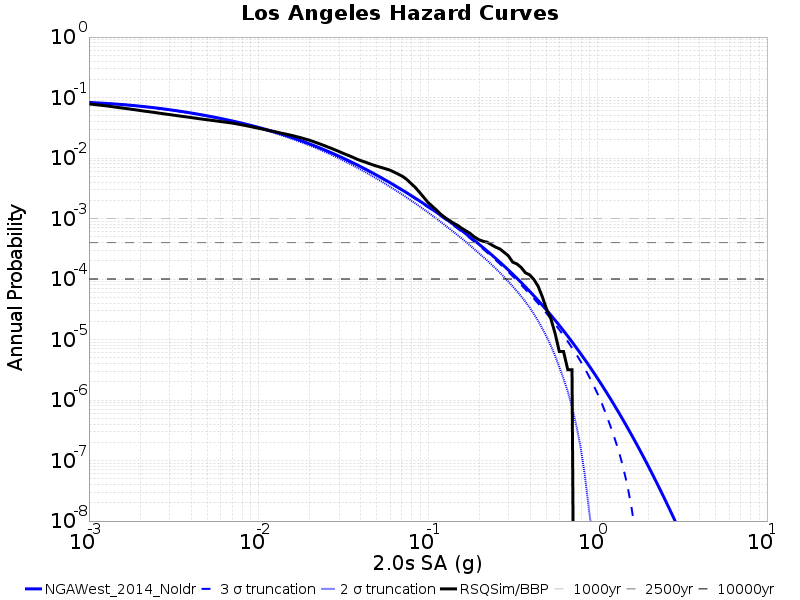 Los Angeles Hazard Curves
Annual Probability
10^0
10^-1
10^-2
10^-3
10^-4
10^-5
10^-6
10^-7
10^-8
10^-3 10^-2 10^-1 10^0 10^1
2.0s SA (g)
NGAWest_2014_NoIdr 3 σ truncation 2 σ truncation RSQSim/BBP 1000yr 2500yr 10000yr